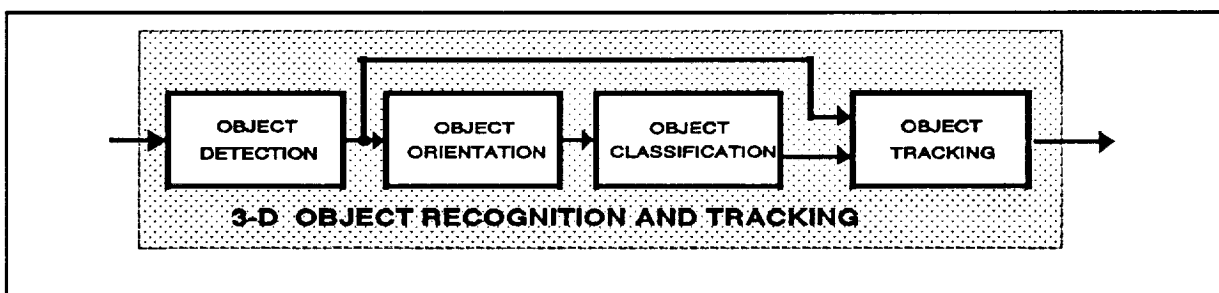 OBJECT
DETECTION
OBJECT
ORIENTATION
OBJECT
CLASSIFICATION
OBJECT
TRACKING
3-D OBJECT RECOGNITION AND TRACKING